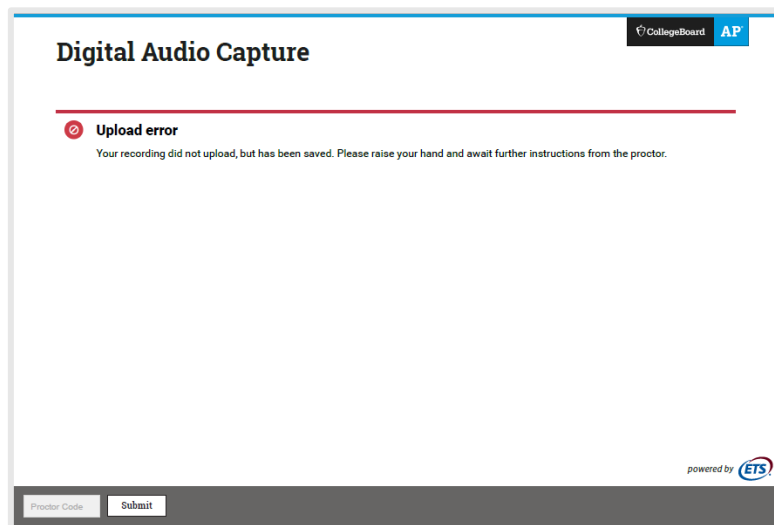 CollegeBoard AP
Digital Audio Capture
Upload error
Your recording did not upload, but has been saved. Please raise your hand and await further instructions from the proctor.
powered by ETS
Proctor Code Submit